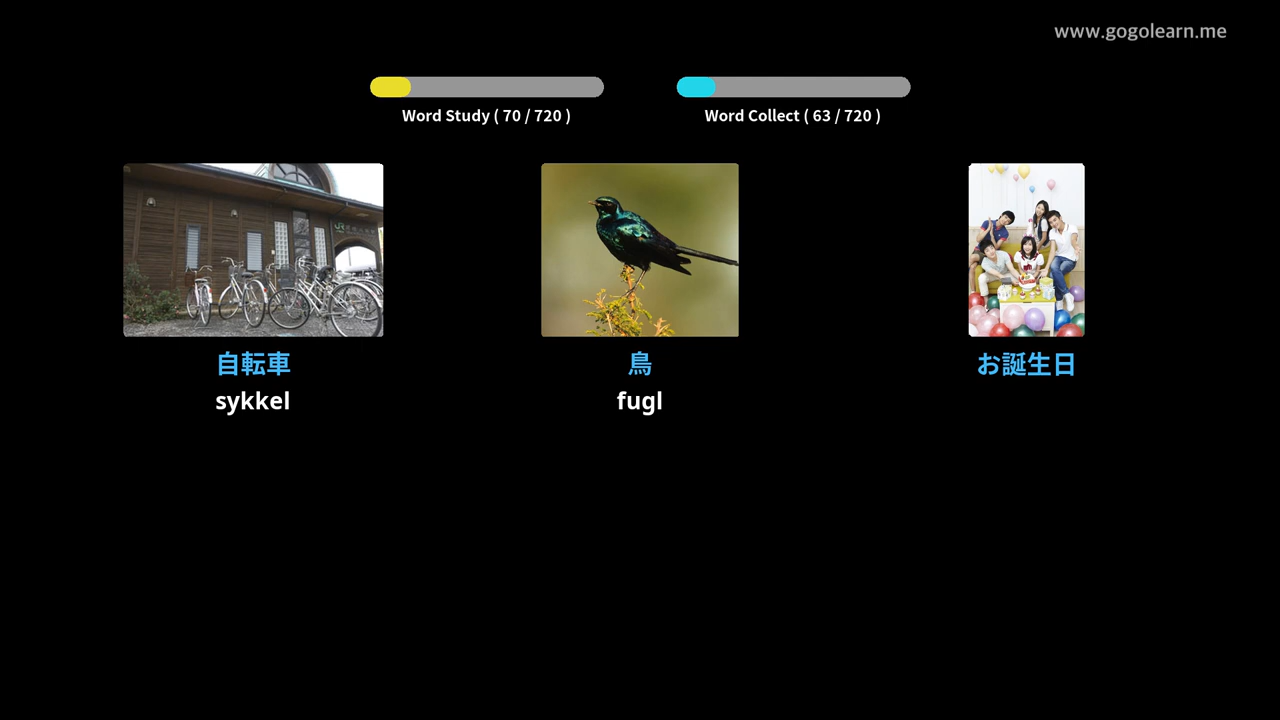 www.gogolearn.me
Word Study ( 70 / 720 )
Word Collect ( 63 / 720 )
JR
自転車
鳥
お誕生日
sykkel
fugl